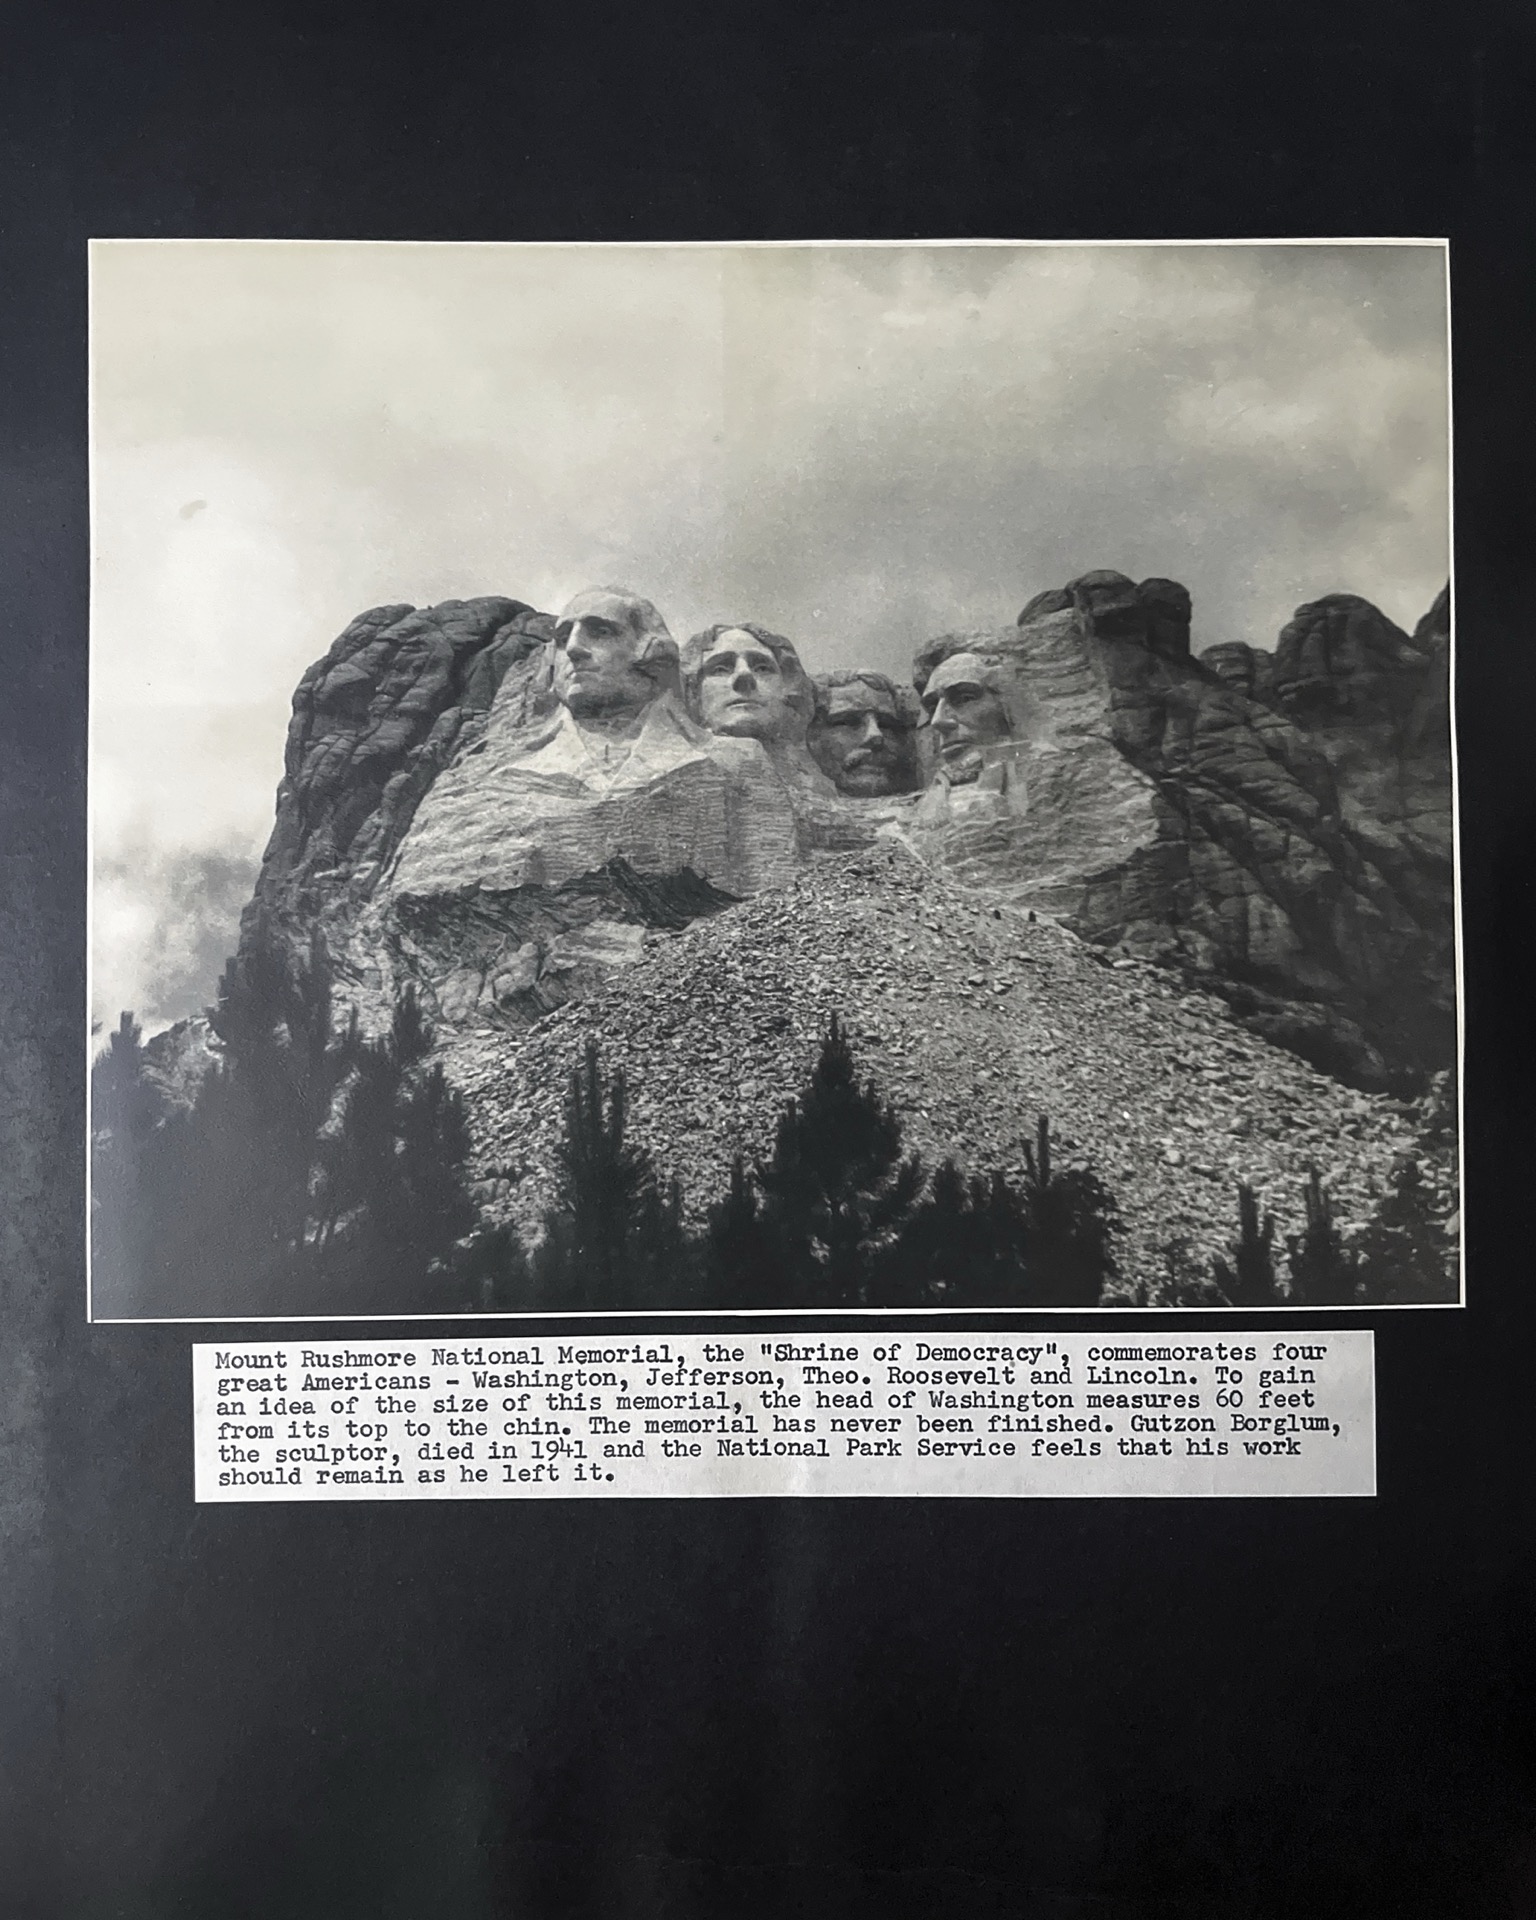 Mount Rushmore National Memorial, the "Shrine of Democracy", commemorates four
great Americans - Washington, Jefferson, Theo. Roosevelt and Lincoln. To gain
an idea of the size of this memorial, the head of Washington measures 60 feet
from its top to the chin. The memorial has never been finished. Gutzon Borglum,
the sculptor, died in 1941 and the National Park Service feels that his work
should remain as he left it.